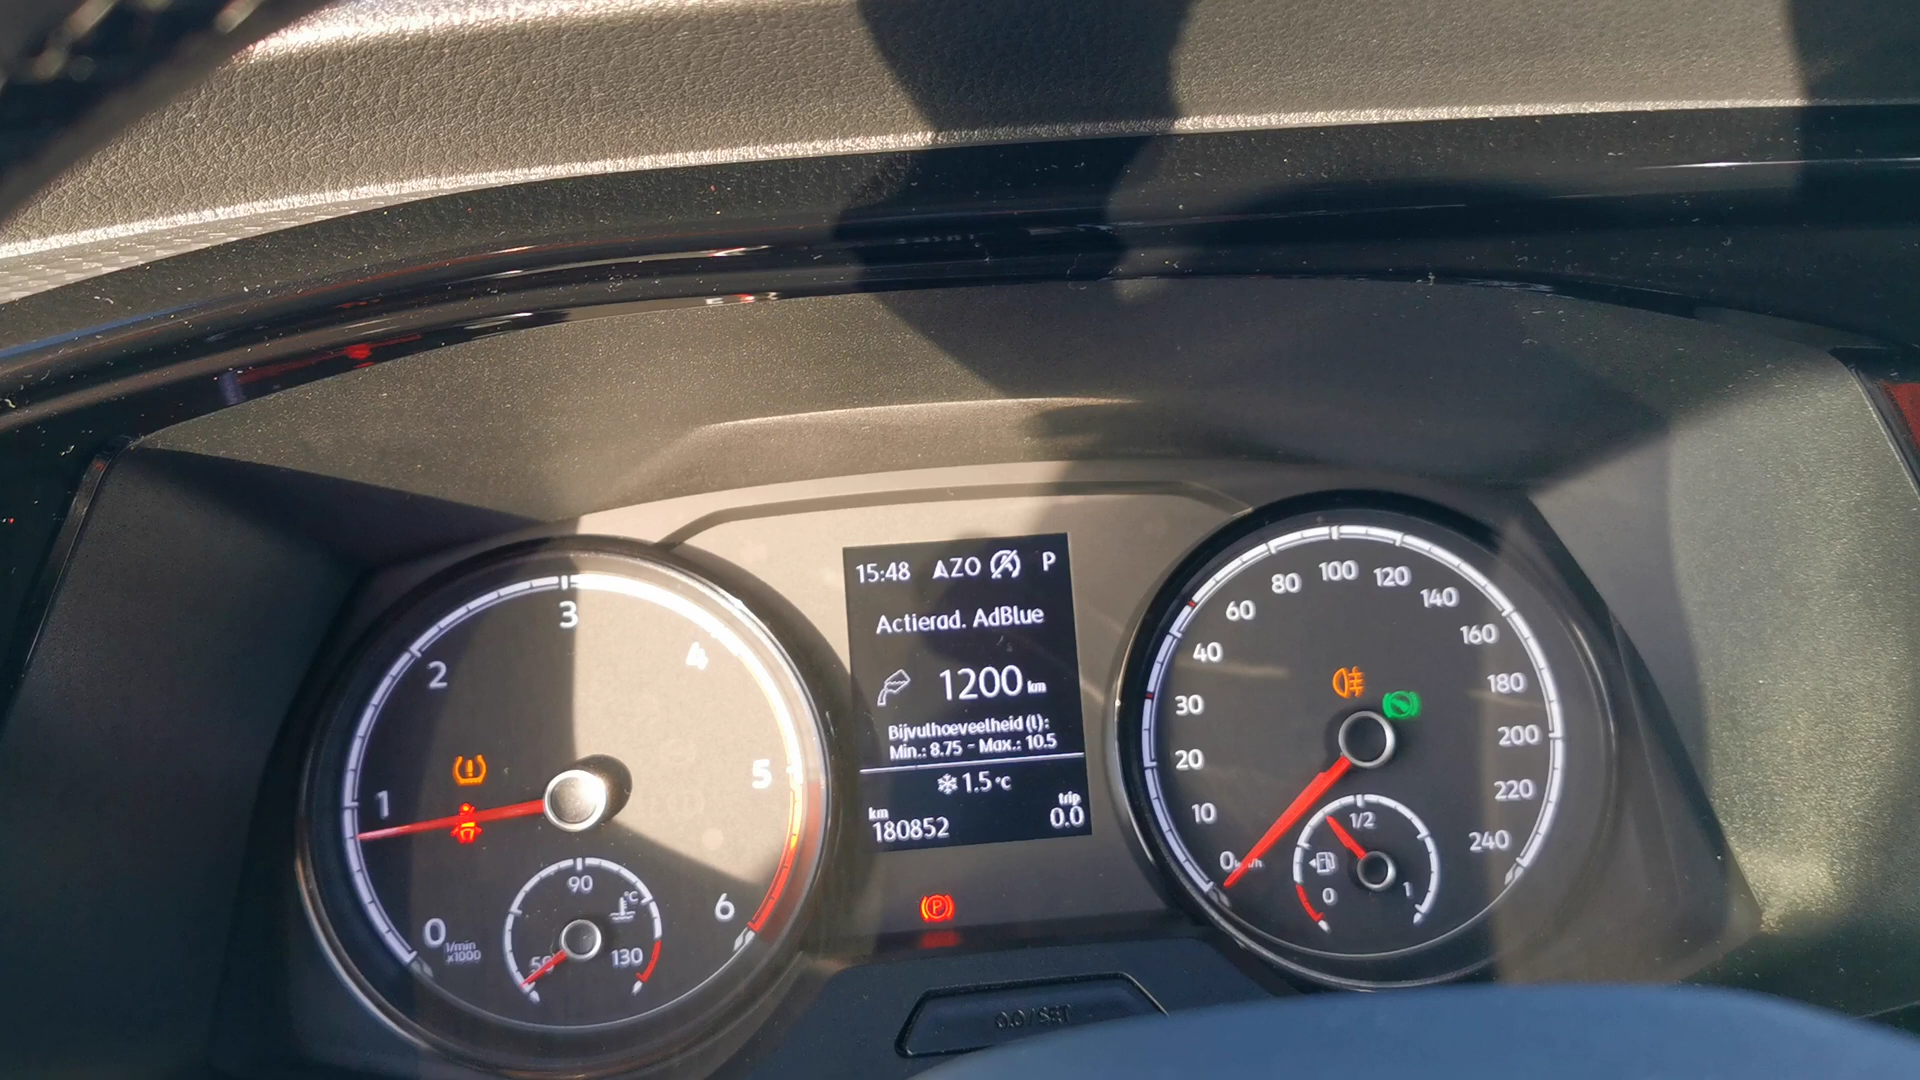 15:48 AZO P
Actierad. AdBlue
1200 km
Bijvulhoeveelheid (l):
Min.: 8.75 - Max.: 10.5
1.5 °C
km trip
180852 0.0
0 1 2 3 4 5 6
1/min
x1000
50 90 130
°C
0 10 20 30 40 60 80 100 120 140 160 180 200 220 240
0 1/2 1
P
0.0/SET